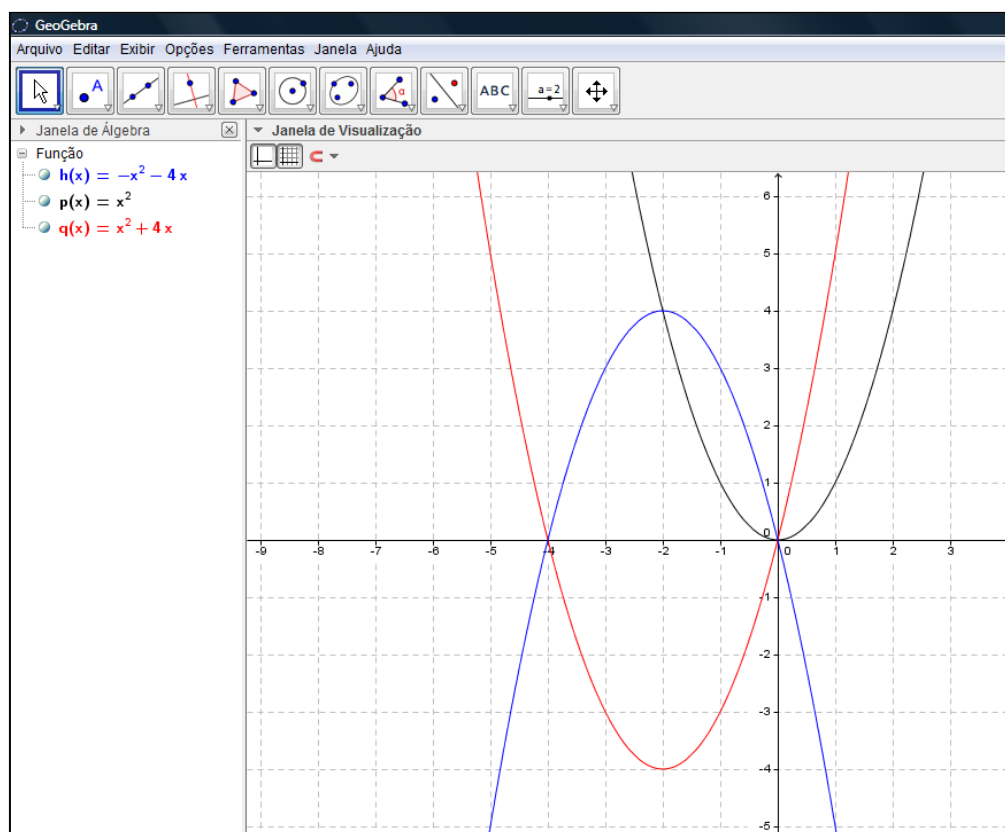 GeoGebra
Arquivo Editar Exibir Opções Ferramentas Janela Ajuda
A
α
ABC
a=2
Janela de Álgebra
Janela de Visualização
Função
h(x) = −x² − 4 x
p(x) = x²
q(x) = x² + 4 x
6
5
4
3
2
1
0
-9 -8 -7 -6 -5 -4 -3 -2 -1 0 1 2 3
-1
-2
-3
-4
-5